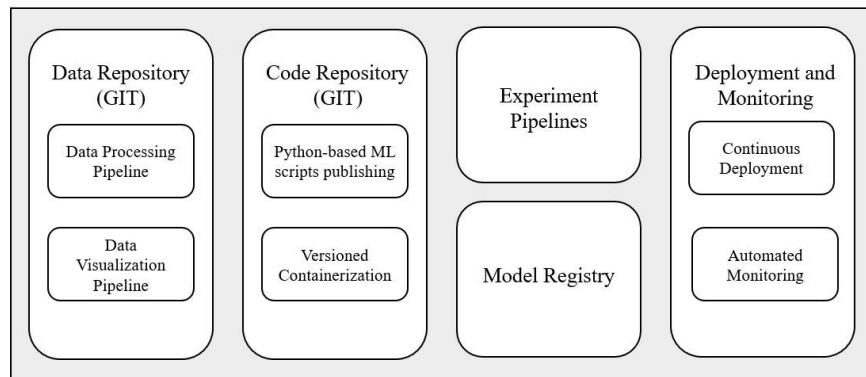 Data Repository
(GIT)
Data Processing
Pipeline
Data
Visualization
Pipeline
Code Repository
(GIT)
Python-based ML
scripts publishing
Versioned
Containerization
Experiment
Pipelines
Model Registry
Deployment and
Monitoring
Continuous
Deployment
Automated
Monitoring